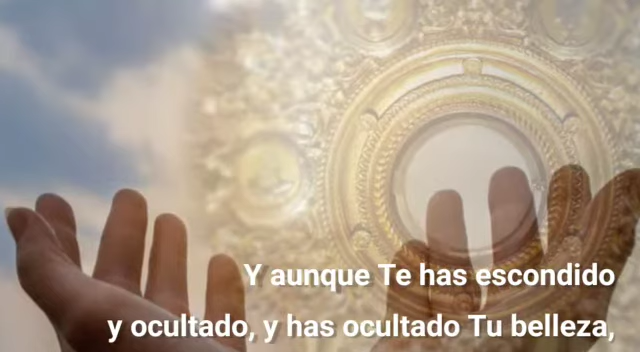 Y aunque Te has escondido
y ocultado, y has ocultado Tu belleza,